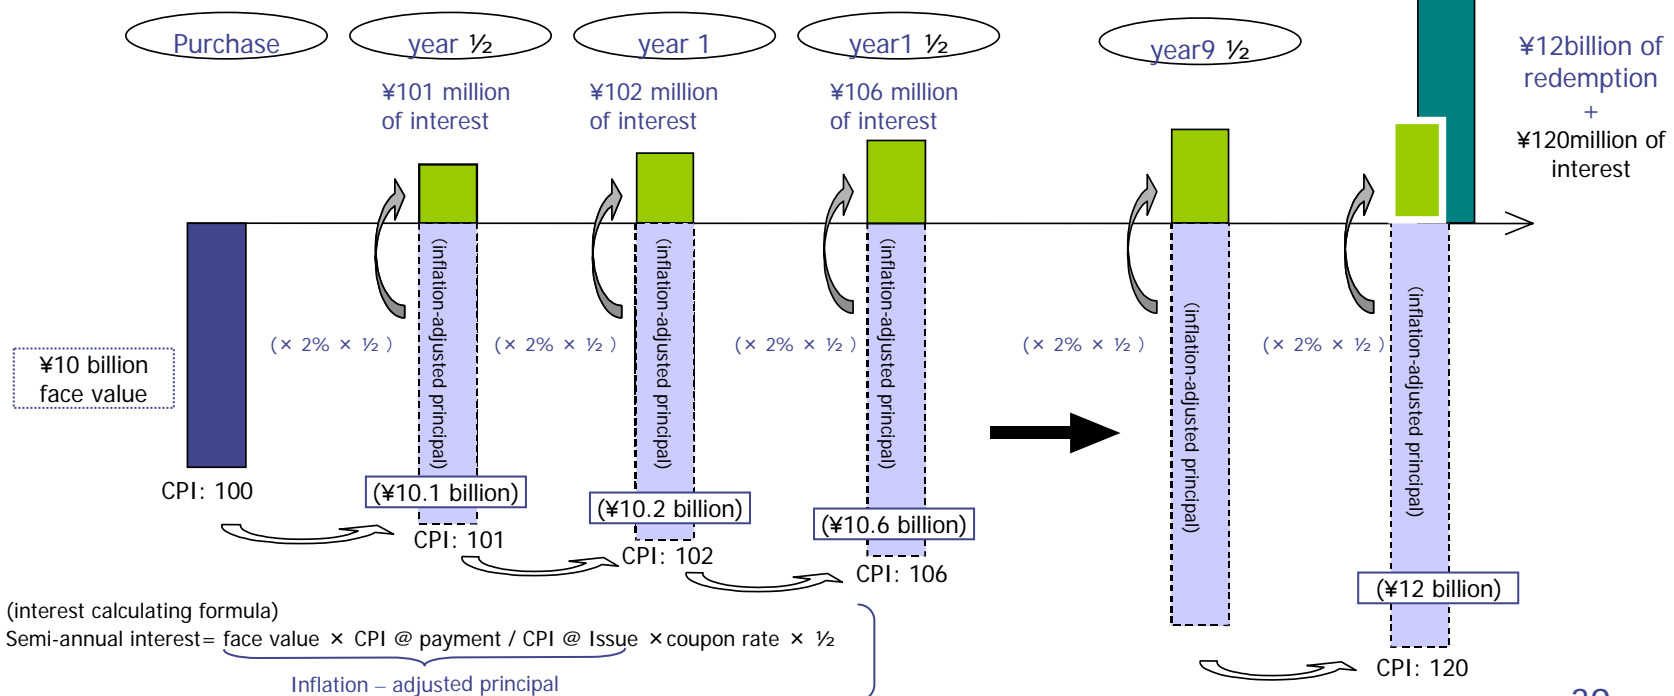 Purchase
year ½
year 1
year1 ½
year9 ½
¥12billion of
redemption
+
¥120million of
interest
¥101 million
of interest
¥102 million
of interest
¥106 million
of interest
¥10 billion
face value
(× 2% × ½ )
(× 2% × ½ )
(× 2% × ½ )
(× 2% × ½ )
(× 2% × ½ )
(inflation-adjusted principal)
(inflation-adjusted principal)
(inflation-adjusted principal)
(inflation-adjusted principal)
(inflation-adjusted principal)
CPI: 100
(¥10.1 billion)
CPI: 101
(¥10.2 billion)
CPI: 102
(¥10.6 billion)
CPI: 106
(¥12 billion)
CPI: 120
(interest calculating formula)
Semi-annual interest= face value × CPI @ payment / CPI @ Issue ×coupon rate × ½
Inflation – adjusted principal